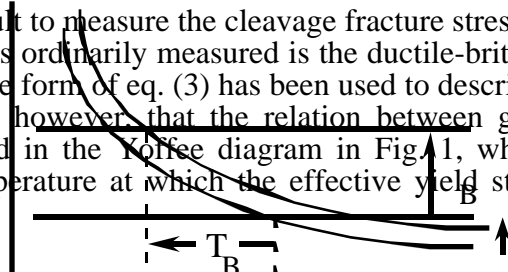 ult to measure the cleavage fracture stres
s ordinarily measured is the ductile-brit
e form of eq. (3) has been used to descri
however, that the relation between g
d in the Yoffee diagram in Fig. 1, wh
perature at which the effective yield st
B
T
B